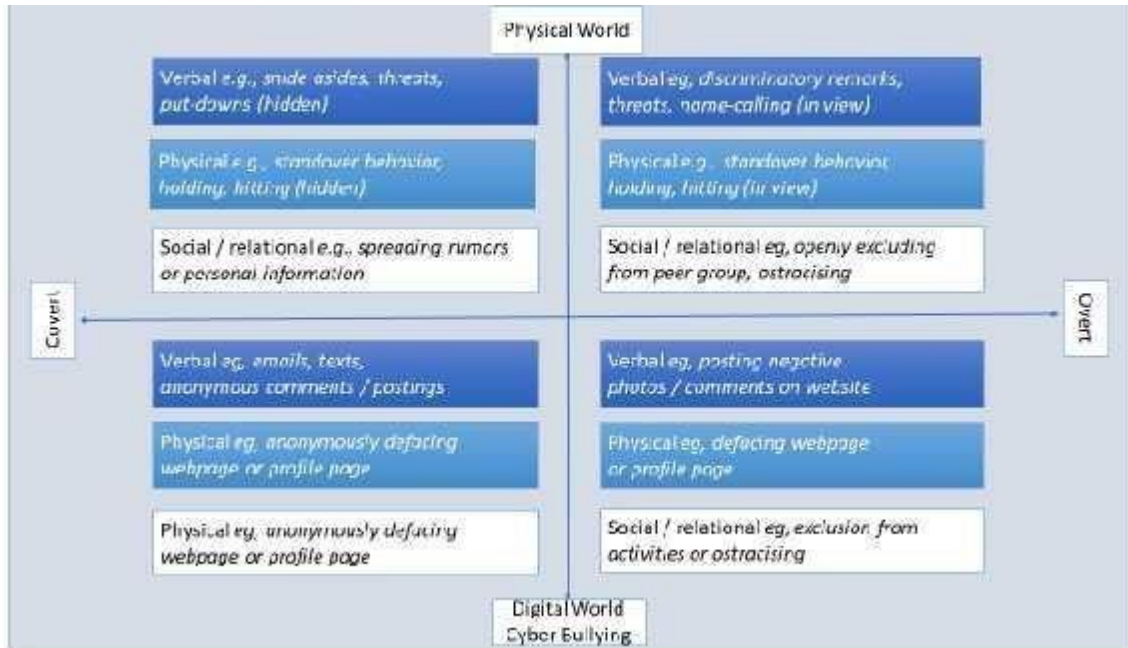 Physical World
Verbal e.g., snide asides, threats,
put-downs (hidden)
Verbal eg, discriminatory remarks,
threats, name-calling (in view)
Physical e.g., standover behavior,
holding, hitting (hidden)
Physical e.g., standover behavior,
holding, hitting (in view)
Social / relational e.g., spreading rumors
or personal information
Social / relational eg, openly excluding
from peer group, ostracising
Covert
Overt
Verbal eg, emails, texts,
anonymous comments / postings
Verbal eg, posting negative
photos / comments on website
Physical eg, anonymously defacing
webpage or profile page
Physical eg, defacing webpage
or profile page
Physical eg, anonymously defacing
webpage or profile page
Social / relational eg, exclusion from
activities or ostracising
Digital World
Cyber Bullying